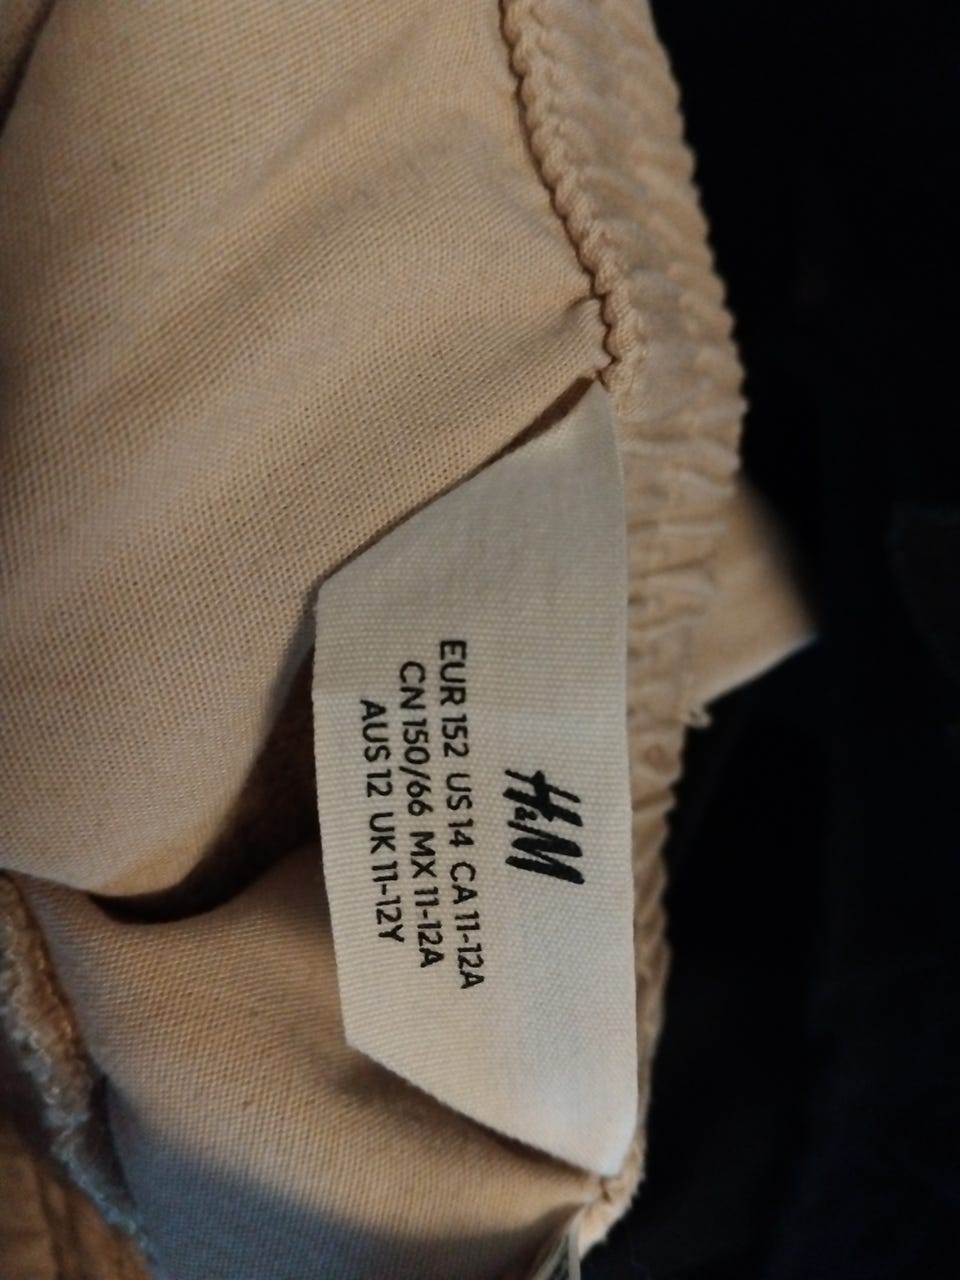 H&M
EUR 152 US 14 CA 11-12A
CN 150/66 MX 11-12A
AUS 12 UK 11-12Y